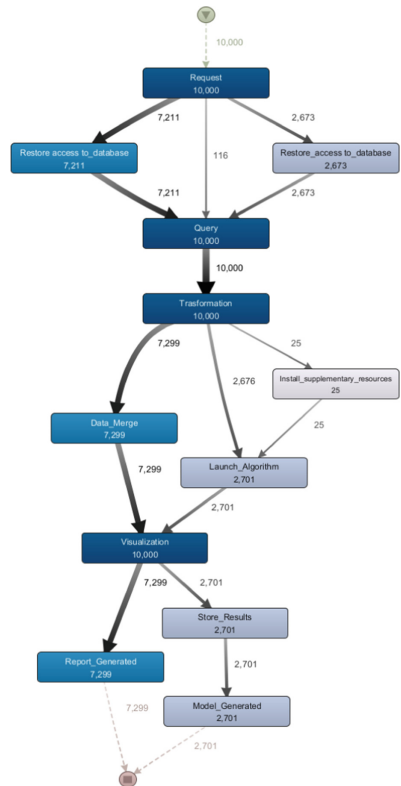 10,000
Request
10,000
7,211
2,673
116
Restore access to_database
7,211
Restore_access to_database
2,673
7,211
2,673
Query
10,000
10,000
Trasformation
10,000
7,299
25
2,676
Install_supplementary_resources
25
25
Data_Merge
7,299
7,299
Launch_Algorithm
2,701
2,701
Visualization
10,000
7,299
2,701
Store_Results
2,701
2,701
Report_Generated
7,299
7,299
Model_Generated
2,701
2,701